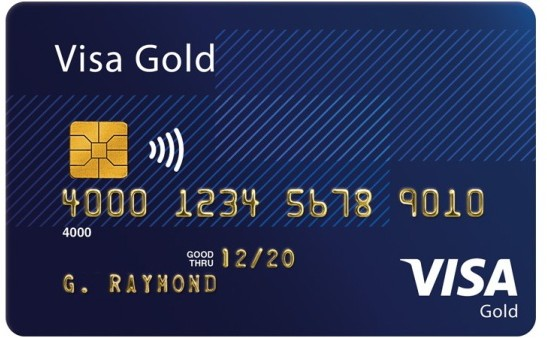 Visa Gold
4000 1234 5678 9010
4000
GOOD THRU 12/20
G. RAYMOND
VISA
Gold